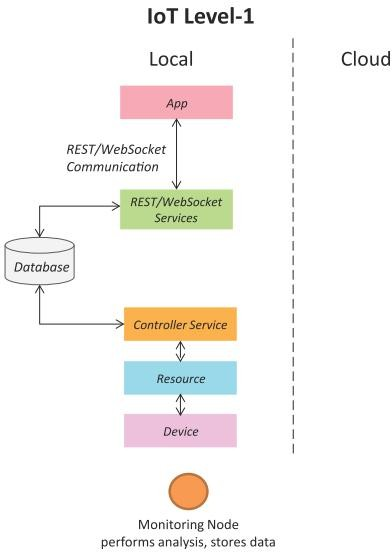 IoT Level-1
Local
Cloud
App
REST/WebSocket
Communication
REST/WebSocket
Services
Database
Controller Service
Resource
Device
Monitoring Node
performs analysis, stores data